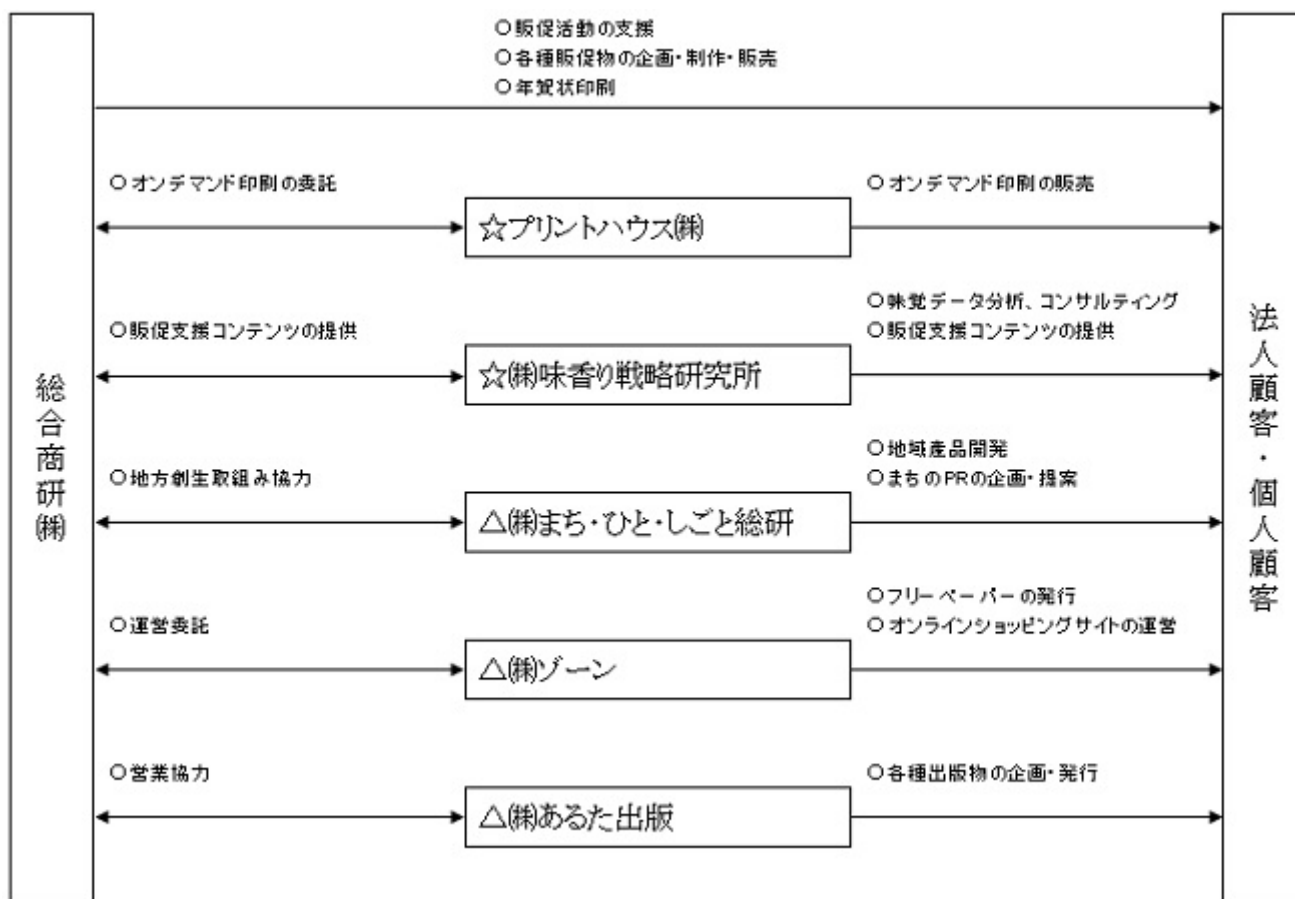 ○販促活動の支援
○各種販促物の企画・制作・販売
○年賀状印刷
総合商研㈱
法人顧客・個人顧客
○オンデマンド印刷の委託
☆プリントハウス㈱
○オンデマンド印刷の販売
○販促支援コンテンツの提供
☆㈱味香り戦略研究所
○味覚データ分析、コンサルティング
○販促支援コンテンツの提供
○地方創生取組み協力
△㈱まち・ひと・しごと総研
○地域産品開発
○まちのPRの企画・提案
○運営委託
△㈱ゾーン
○フリーペーパーの発行
○オンラインショッピングサイトの運営
○営業協力
△㈱あるた出版
○各種出版物の企画・発行